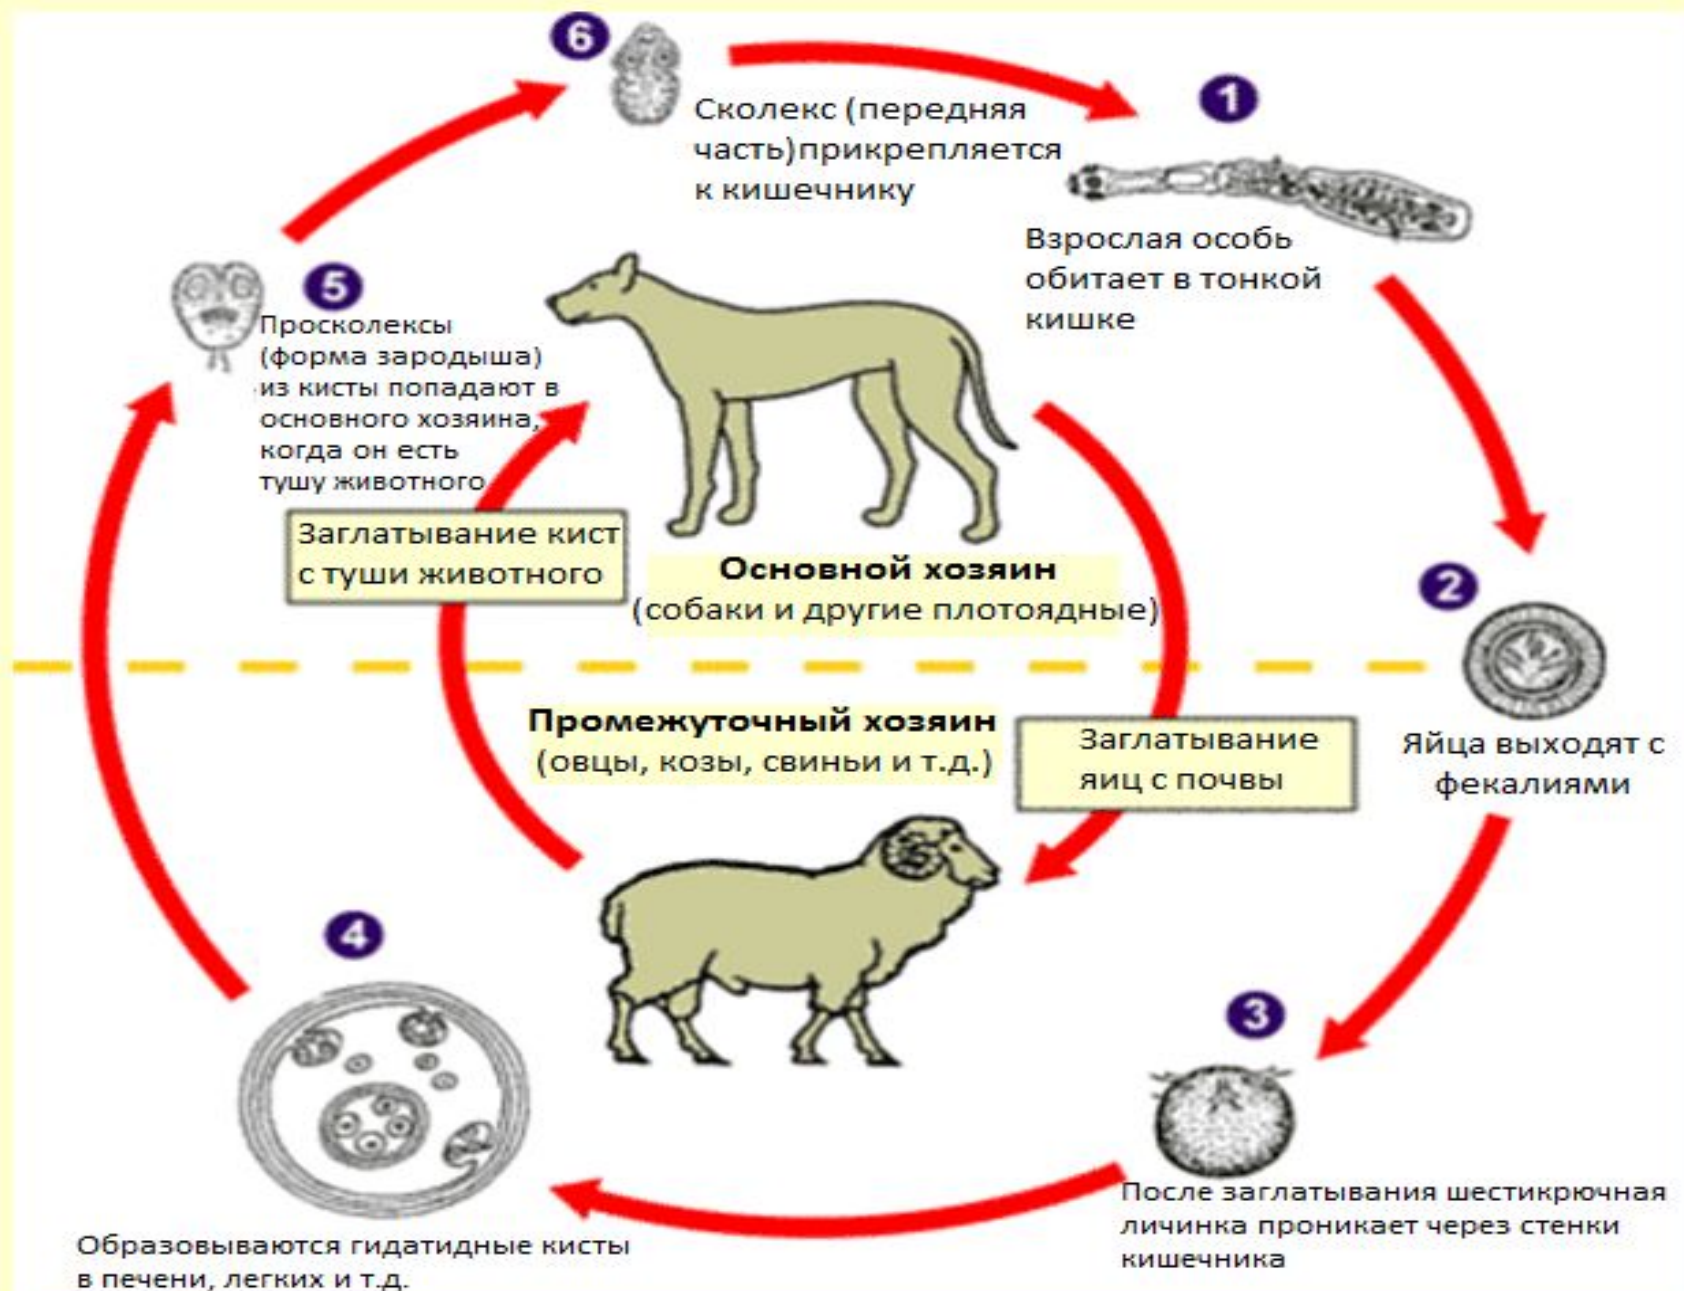 6
Сколекс (передняя
часть)прикрепляется
к кишечнику
1
Взрослая особь
обитает в тонкой
кишке
5
Просколексы
(форма зародыша)
из кисты попадают в
основного хозяина,
когда он есть
тушу животного
Заглатывание кист
с туши животного
Основной хозяин
(собаки и другие плотоядные)
2
Яйца выходят с
фекалиями
Промежуточный хозяин
(овцы, козы, свиньи и т.д.)
Заглатывание
яиц с почвы
4
Образовываются гидатидные кисты
в печени, легких и т.д.
3
После заглатывания шестикрючная
личинка проникает через стенки
кишечника